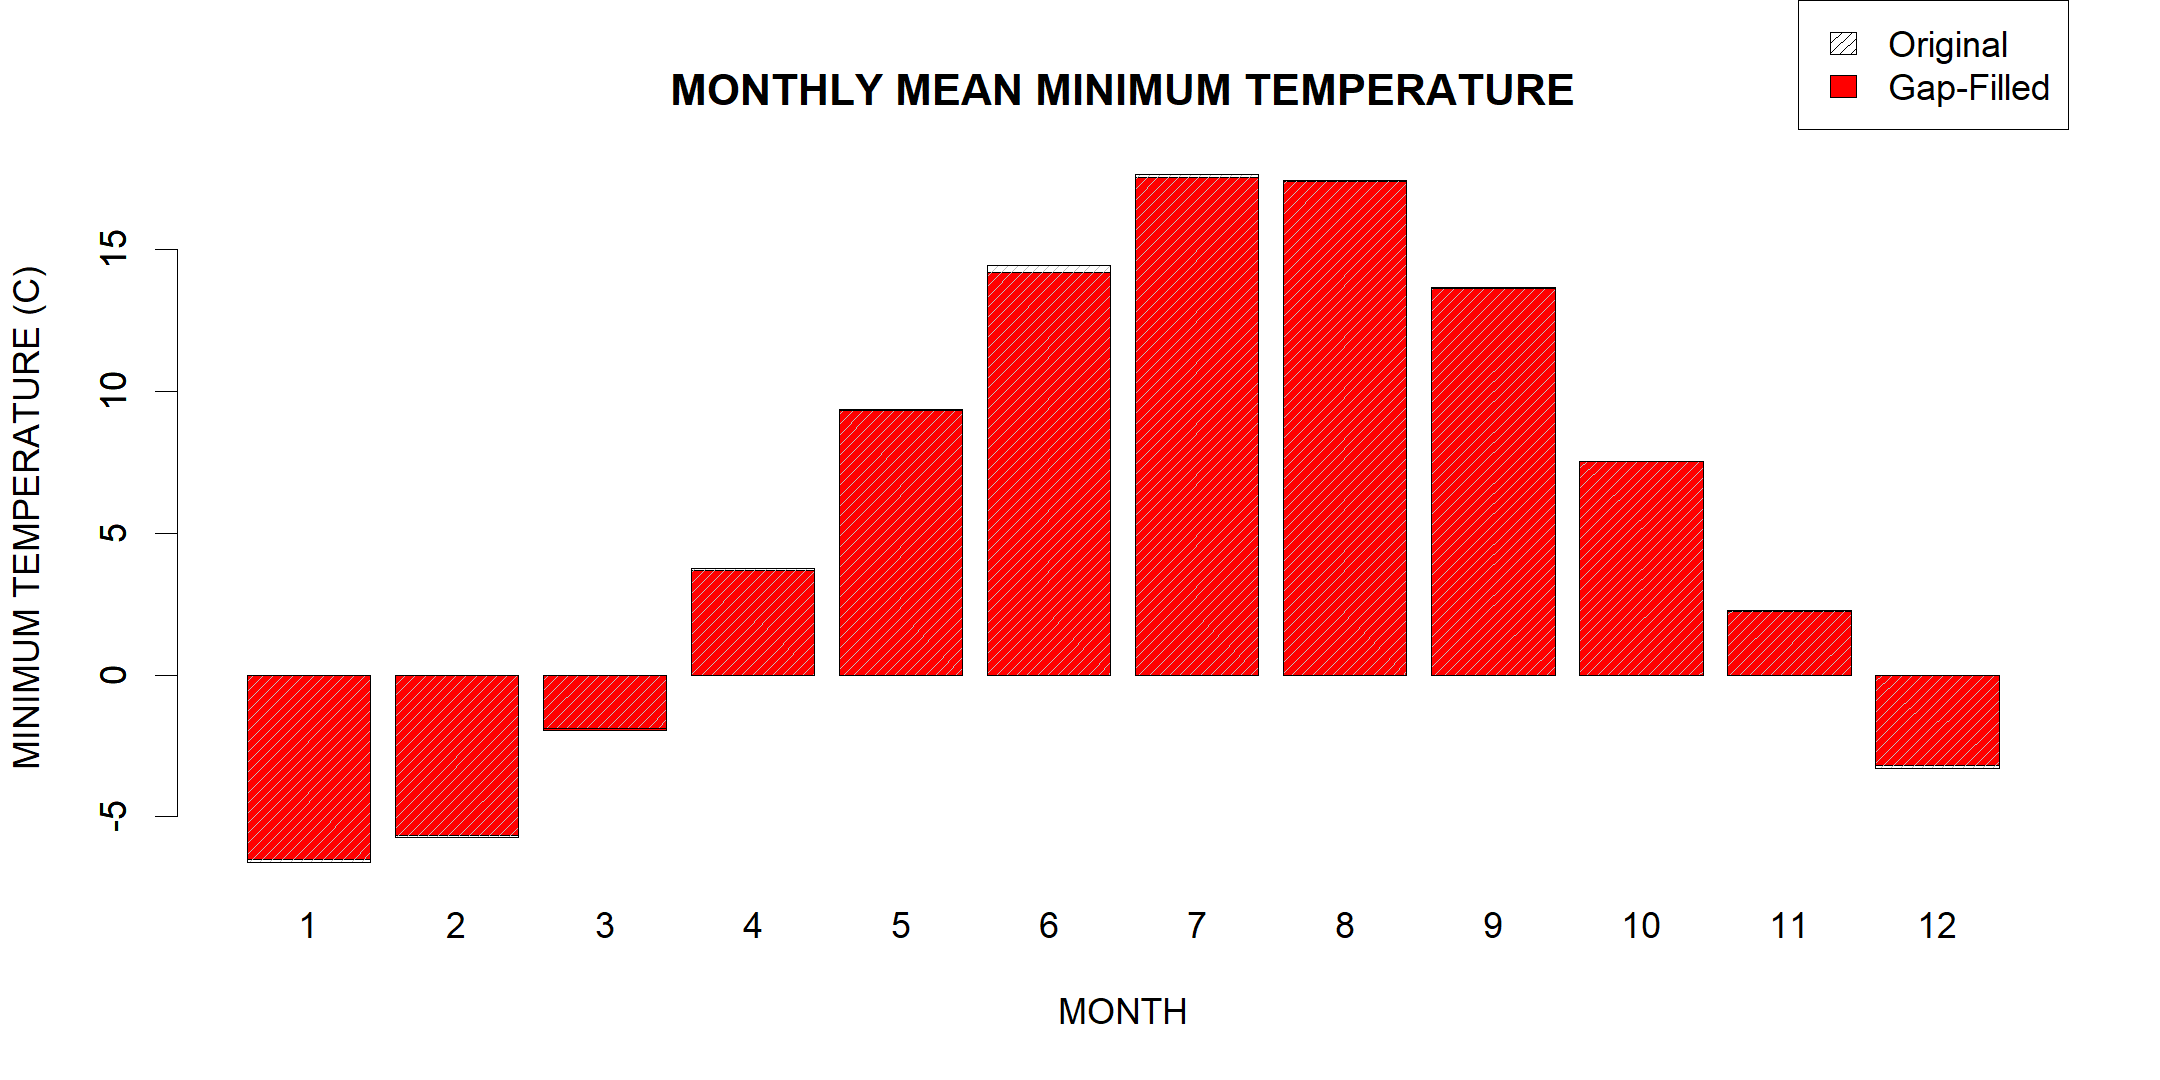 Original
Gap-Filled
MONTHLY MEAN MINIMUM TEMPERATURE
MINIMUM TEMPERATURE (C)
15
10
5
0
-5
1 2 3 4 5 6 7 8 9 10 11 12
MONTH